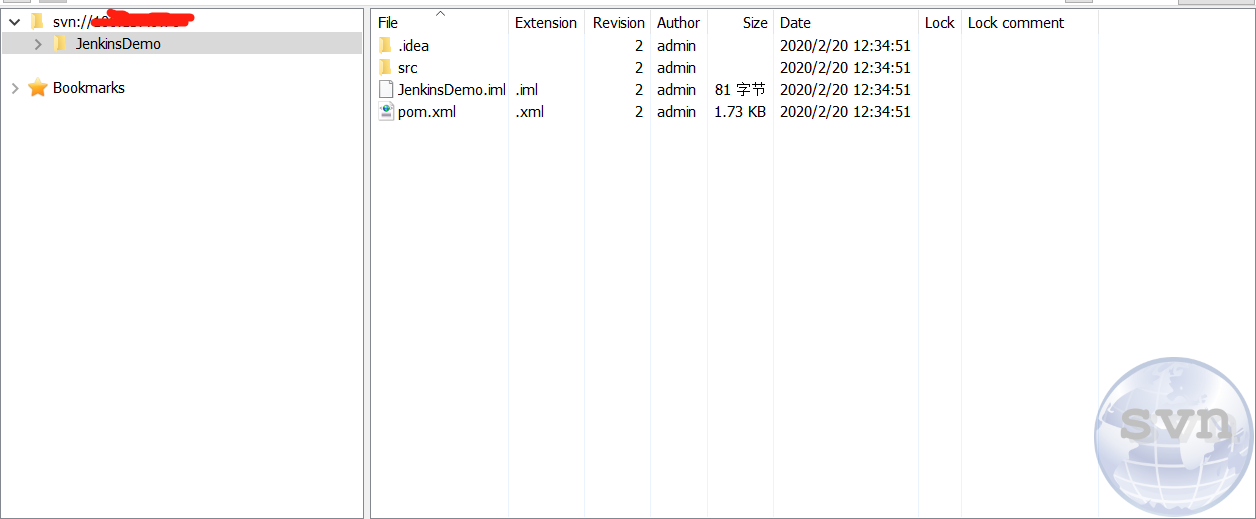 svn://
JenkinsDemo
Bookmarks
File Extension Revision Author Size Date Lock Lock comment
.idea 2 admin 2020/2/20 12:34:51
src 2 admin 2020/2/20 12:34:51
JenkinsDemo.iml .iml 2 admin 81 字节 2020/2/20 12:34:51
pom.xml .xml 2 admin 1.73 KB 2020/2/20 12:34:51
svn